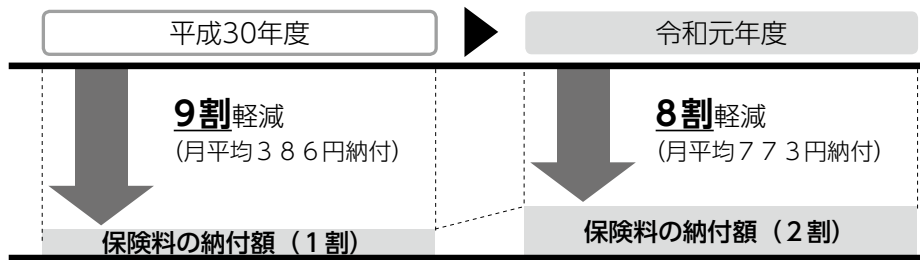 平成30年度
令和元年度
9割軽減
(月平均３８６円納付)
8割軽減
(月平均７７３円納付)
保険料の納付額（１割）
保険料の納付額（２割）